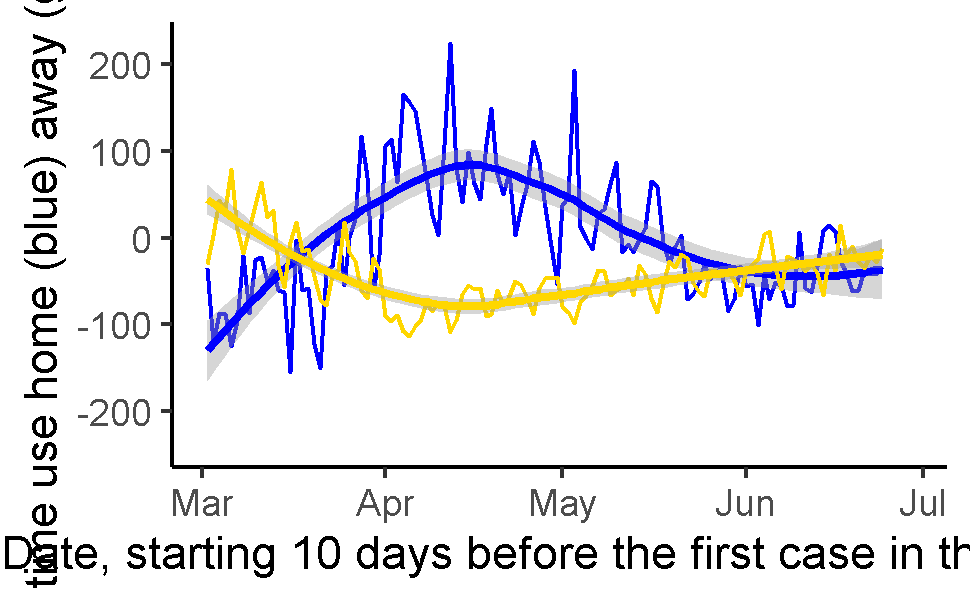 time use home (blue) away (
200
100
0
-100
-200
Mar Apr May Jun Jul
Date, starting 10 days before the first case in th